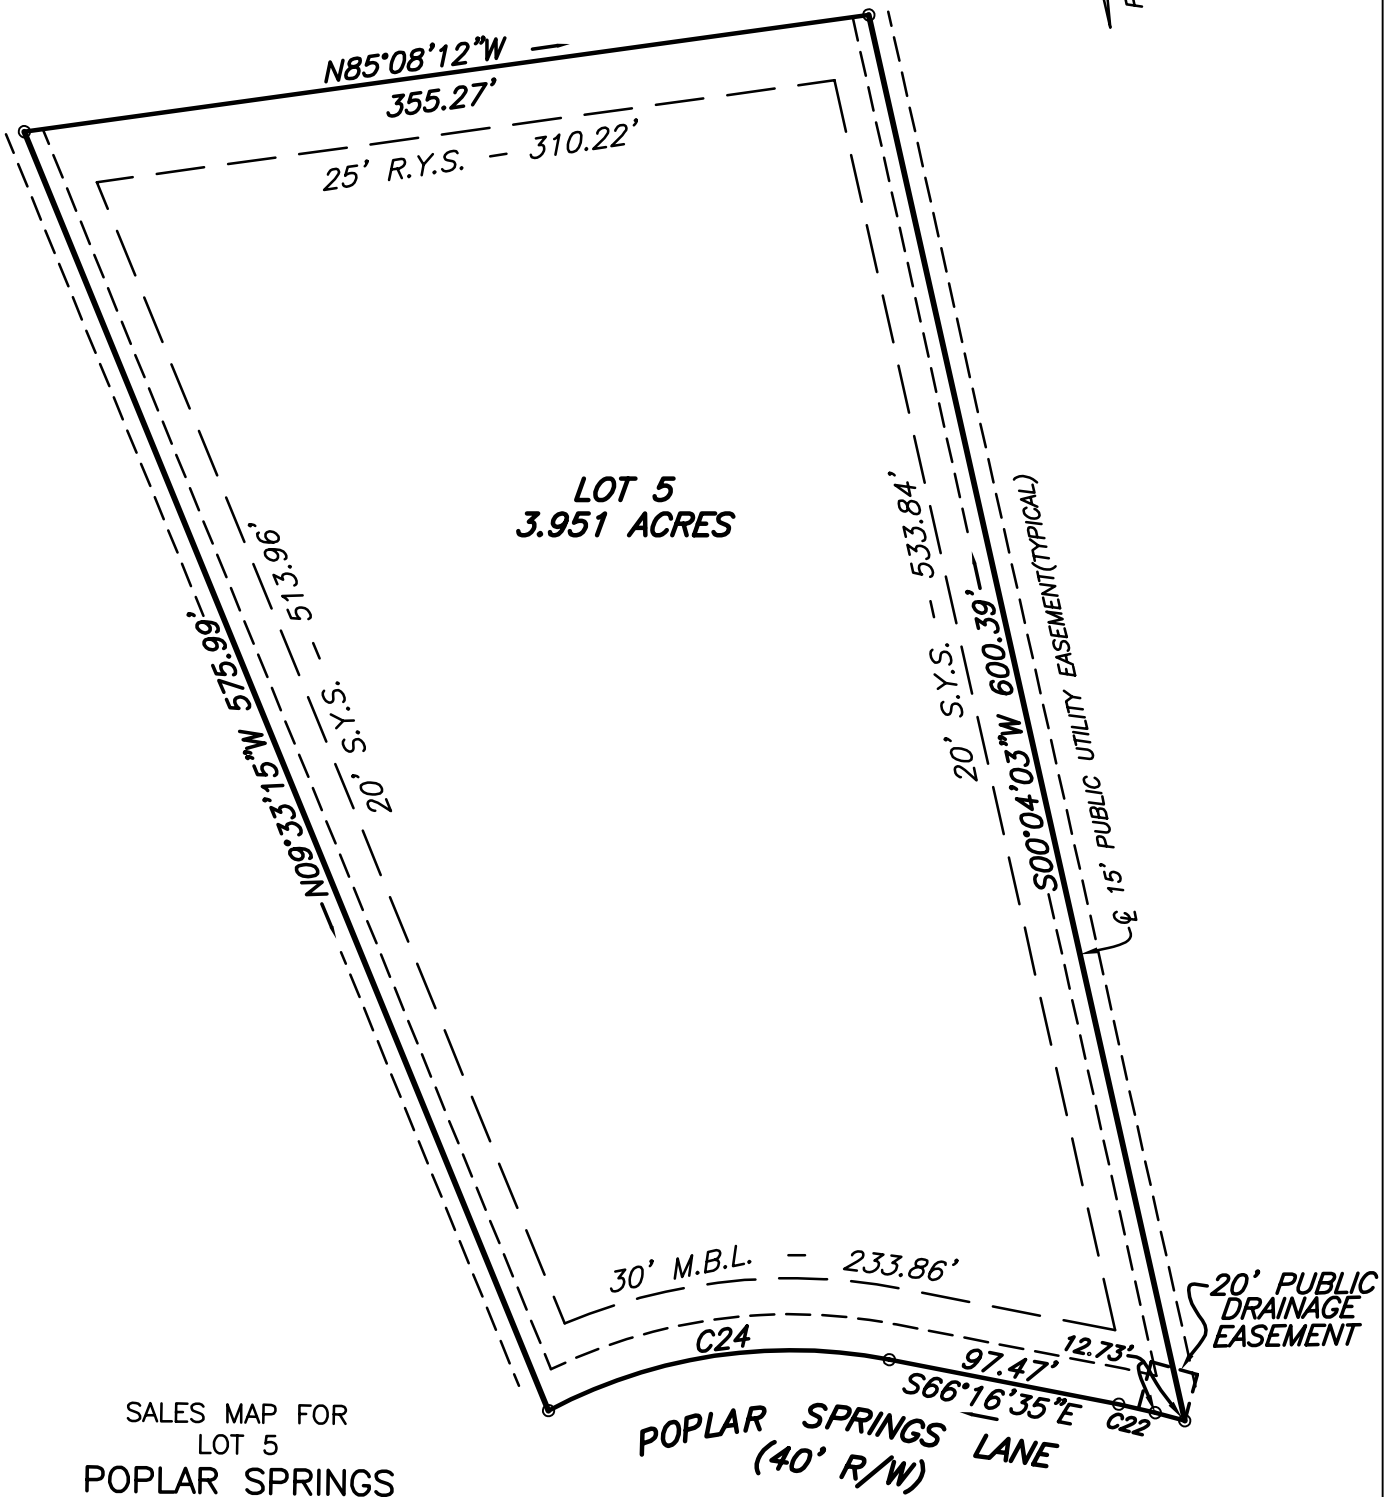 N85°08'12"W
355.27'
25' R.Y.S. - 310.22'
LOT 5
3.951 ACRES
20' S.Y.S. - 513.96'
N09°33'15"W 575.99'
20' S.Y.S. - 533.84'
S00°04'03"W 600.39'
℄ 15' PUBLIC UTILITY EASEMENT(TYPICAL)
30' M.B.L. - 233.86'
C24
97.47'
S66°16'35"E
12.73'
C22
20' PUBLIC
DRAINAGE
EASEMENT
POPLAR SPRINGS LANE
(40' R/W)
SALES MAP FOR
LOT 5
POPLAR SPRINGS